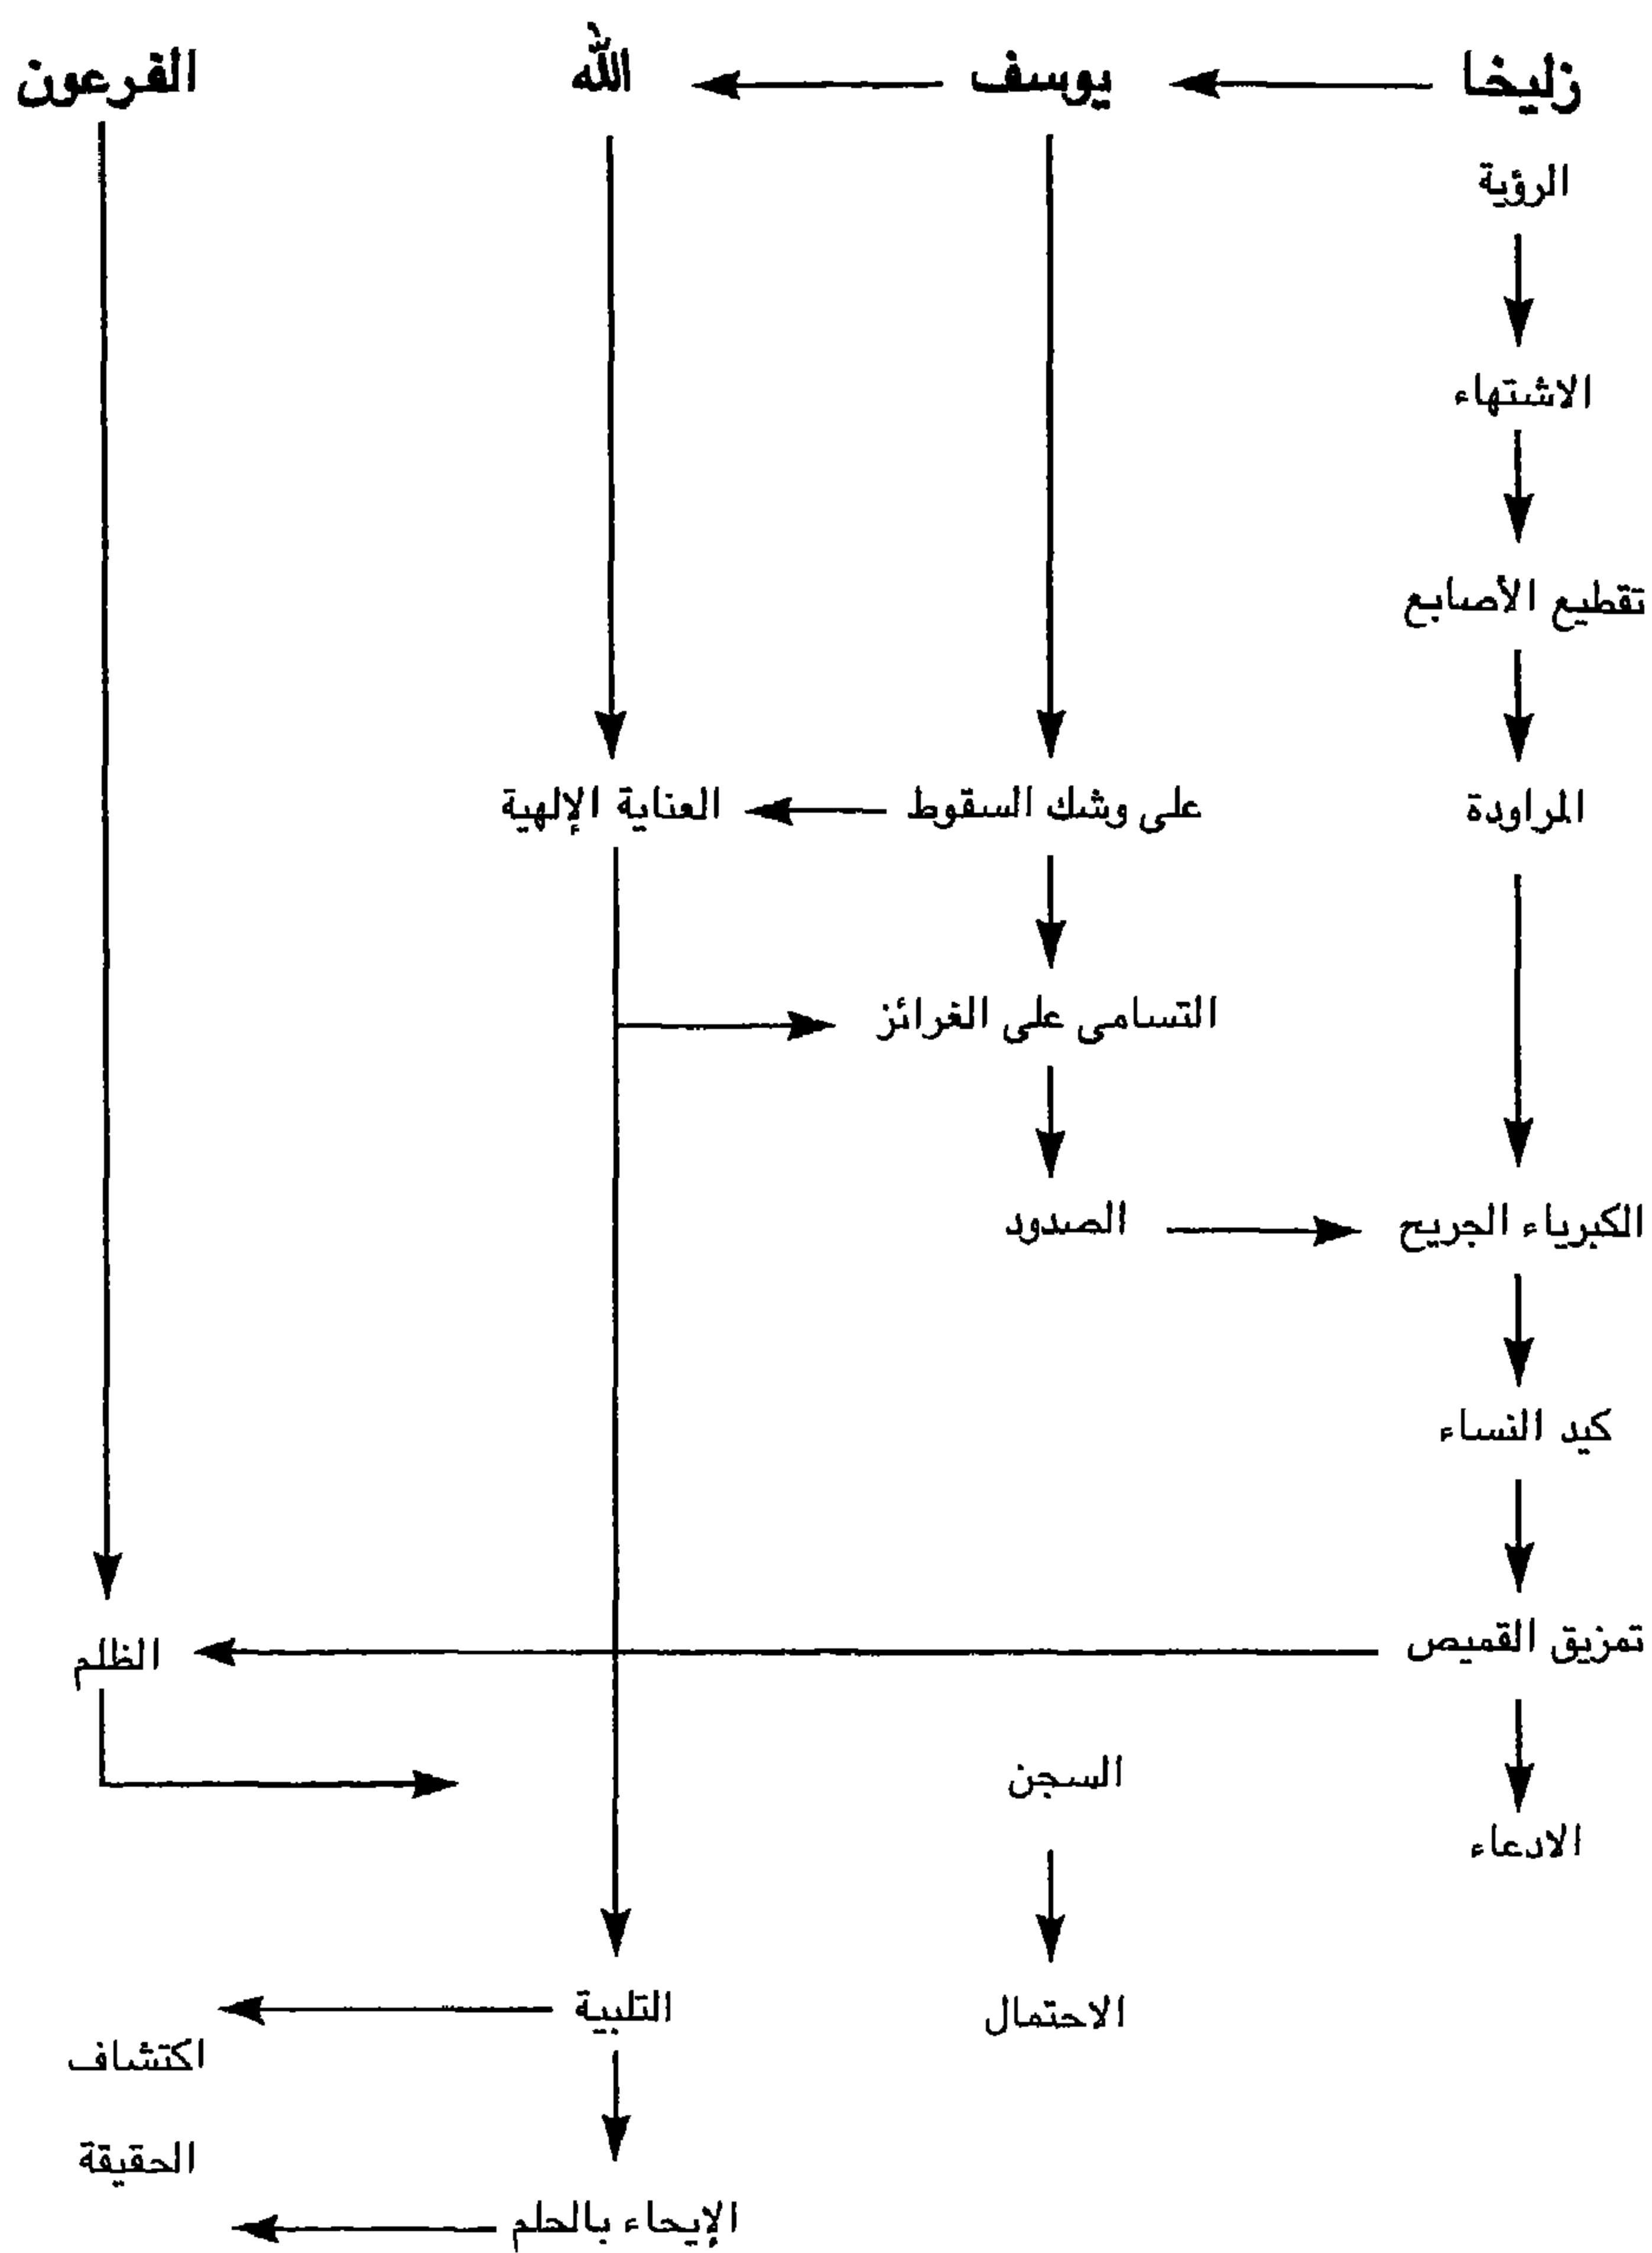 زليخا يوسف الله الفرعون
الرؤية
الاشتهاء
تقطيع الأصابع
المراودة على وشك السقوط العناية الإلهية
التسامى على الغرائز
الكبرياء الجريح الصدود
كيد النساء
تمزيق القميص الظلم
السجن
الادعاء
التلبية الاحتمال
اكتشاف
الحقيقة
الإيحاء بالحلم